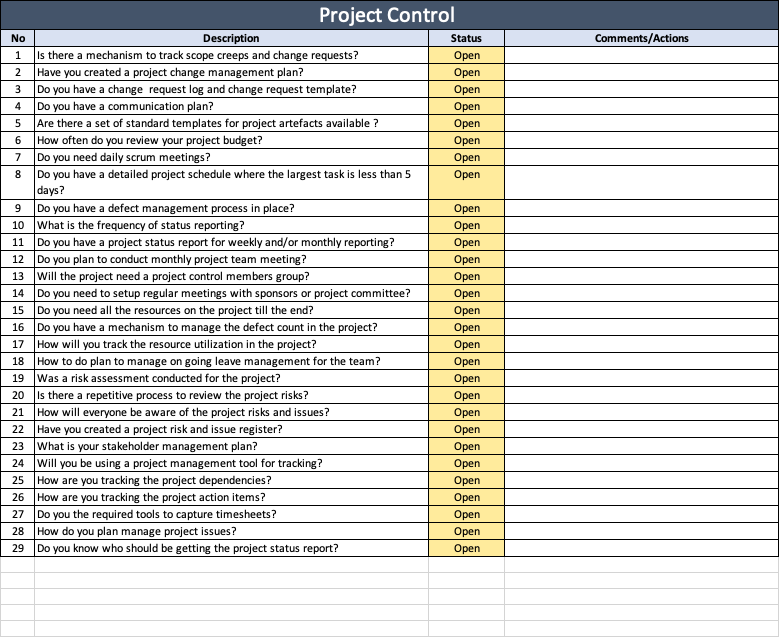 Project Control
No Description Status Comments/Actions
1 Is there a mechanism to track scope creeps and change requests? Open
2 Have you created a project change management plan? Open
3 Do you have a change  request log and change request template? Open
4 Do you have a communication plan? Open
5 Are there a set of standard templates for project artefacts available ? Open
6 How often do you review your project budget? Open
7 Do you need daily scrum meetings? Open
8 Do you have a detailed project schedule where the largest task is less than 5 Open
days?
9 Do you have a defect management process in place? Open
10 What is the frequency of status reporting? Open
11 Do you have a project status report for weekly and/or monthly reporting? Open
12 Do you plan to conduct monthly project team meeting? Open
13 Will the project need a project control members group? Open
14 Do you need to setup regular meetings with sponsors or project committee? Open
15 Do you need all the resources on the project till the end? Open
16 Do you have a mechanism to manage the defect count in the project? Open
17 How will you track the resource utilization in the project? Open
18 How to do plan to manage on going leave management for the team? Open
19 Was a risk assessment conducted for the project? Open
20 Is there a repetitive process to review the project risks? Open
21 How will everyone be aware of the project risks and issues? Open
22 Have you created a project risk and issue register? Open
23 What is your stakeholder management plan? Open
24 Will you be using a project management tool for tracking? Open
25 How are you tracking the project dependencies? Open
26 How are you tracking the project action items? Open
27 Do you the required tools to capture timesheets? Open
28 How do you plan manage project issues? Open
29 Do you know who should be getting the project status report? Open